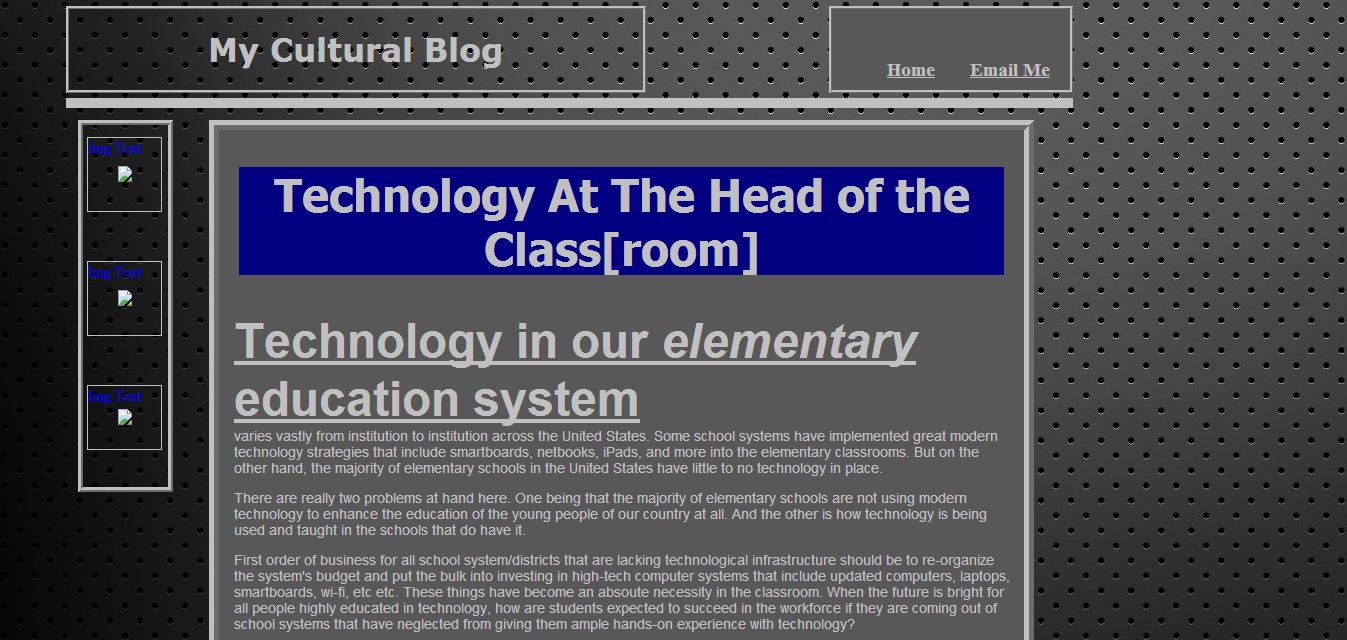 My Cultural Blog
Home
Email Me
Img Text
Img Text
Img Text
Technology At The Head of the
Class[room]
Technology in our elementary
education system
varies vastly from institution to institution across the United States. Some school systems have implemented great modern
technology strategies that include smartboards, netbooks, iPads, and more into the elementary classrooms. But on the
other hand, the majority of elementary schools in the United States have little to no technology in place.
There are really two problems at hand here. One being that the majority of elementary schools are not using modern
technology to enhance the education of the young people of our country at all. And the other is how technology is being
used and taught in the schools that do have it.
First order of business for all school system/districts that are lacking technological infrastructure should be to re-organize
the system's budget and put the bulk into investing in high-tech computer systems that include updated computers, laptops,
smartboards, wi-fi, etc etc. These things have become an absoute necessity in the classroom. When the future is bright for
all people highly educated in technology, how are students expected to succeed in the workforce if they are coming out of
school systems that have neglected from giving them ample hands-on experience with technology?